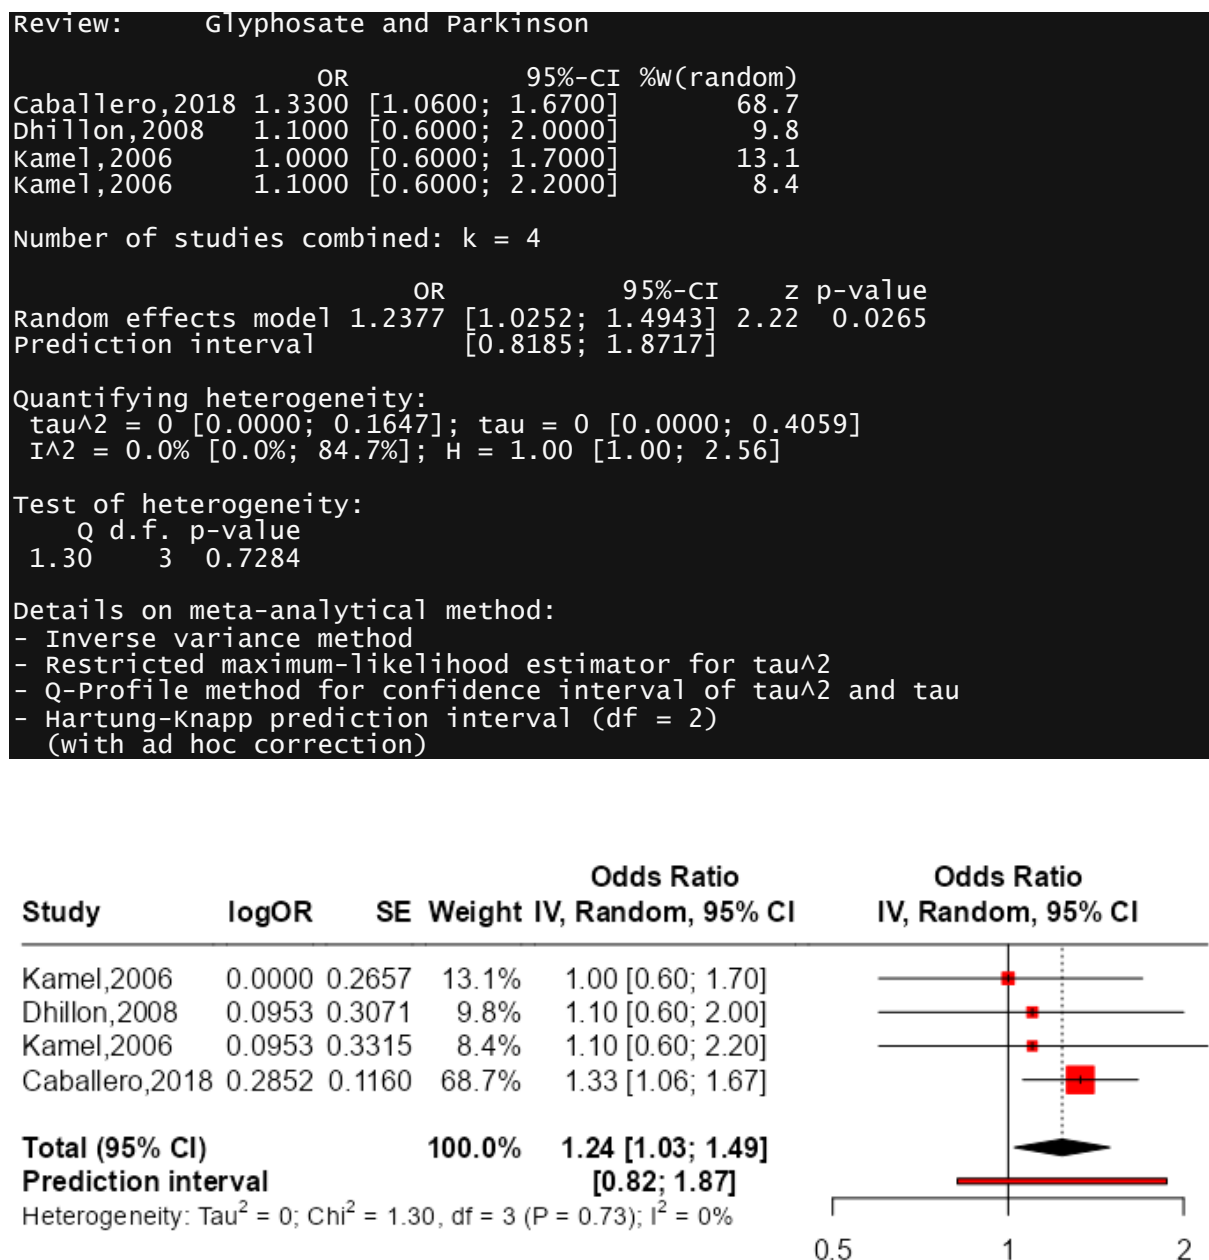 Review: Glyphosate and Parkinson
OR 95%-CI %W(random)
Caballero,2018 1.3300 [1.0600; 1.6700] 68.7
Dhillon,2008 1.1000 [0.6000; 2.0000] 9.8
Kamel,2006 1.0000 [0.6000; 1.7000] 13.1
Kamel,2006 1.1000 [0.6000; 2.2000] 8.4
Number of studies combined: k = 4
OR 95%-CI z p-value
Random effects model 1.2377 [1.0252; 1.4943] 2.22 0.0265
Prediction interval [0.8185; 1.8717]
Quantifying heterogeneity:
tau^2 = 0 [0.0000; 0.1647]; tau = 0 [0.0000; 0.4059]
I^2 = 0.0% [0.0%; 84.7%]; H = 1.00 [1.00; 2.56]
Test of heterogeneity:
Q d.f. p-value
1.30 3 0.7284
Details on meta-analytical method:
- Inverse variance method
- Restricted maximum-likelihood estimator for tau^2
- Q-Profile method for confidence interval of tau^2 and tau
- Hartung-Knapp prediction interval (df = 2)
(with ad hoc correction)
Odds Ratio Odds Ratio
Study logOR SE Weight IV, Random, 95% CI IV, Random, 95% CI
Kamel,2006 0.0000 0.2657 13.1% 1.00 [0.60; 1.70]
Dhillon,2008 0.0953 0.3071 9.8% 1.10 [0.60; 2.00]
Kamel,2006 0.0953 0.3315 8.4% 1.10 [0.60; 2.20]
Caballero,2018 0.2852 0.1160 68.7% 1.33 [1.06; 1.67]
Total (95% CI) 100.0% 1.24 [1.03; 1.49]
Prediction interval [0.82; 1.87]
Heterogeneity: Tau² = 0; Chi² = 1.30, df = 3 (P = 0.73); I² = 0%
0.5 1 2